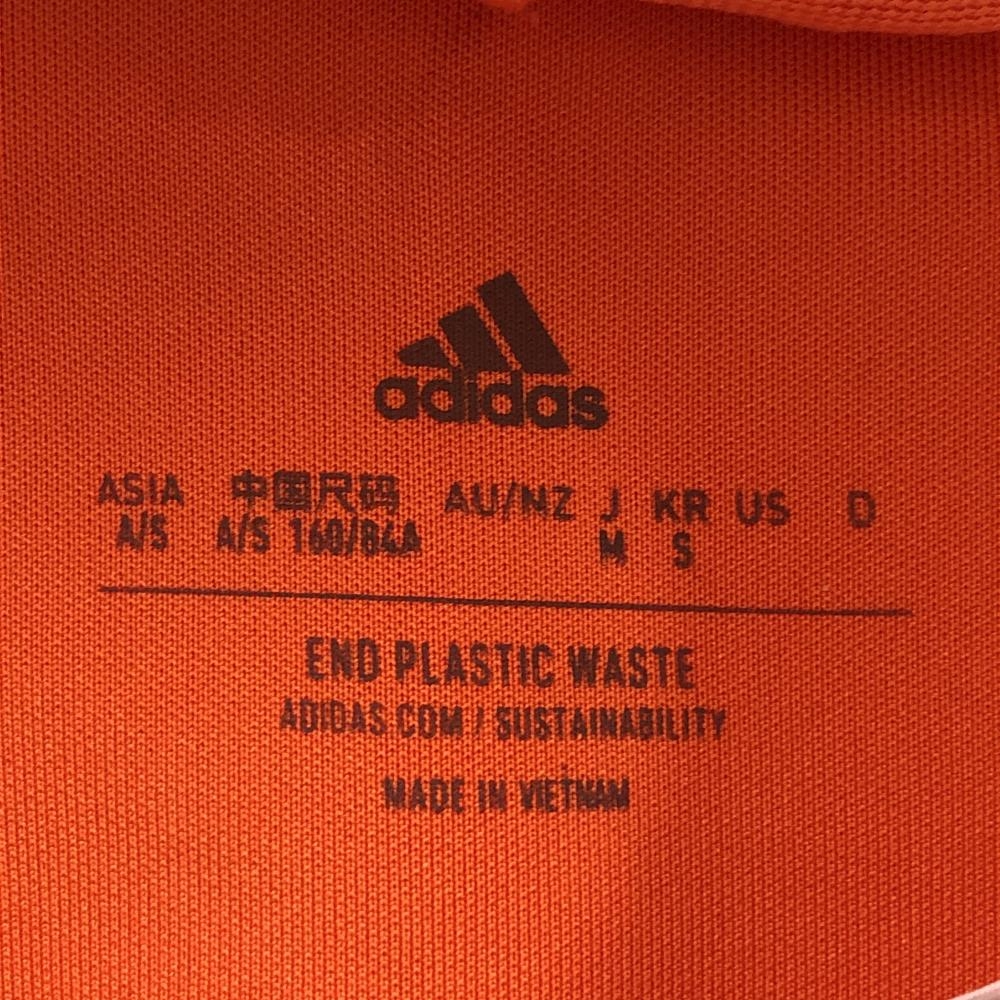 adidas
ASIA 中国尺码 AU/NZ J KR US D
A/S A/S 160/84A M S
END PLASTIC WASTE
ADIDAS.COM / SUSTAINABILITY
MADE IN VIETNAM